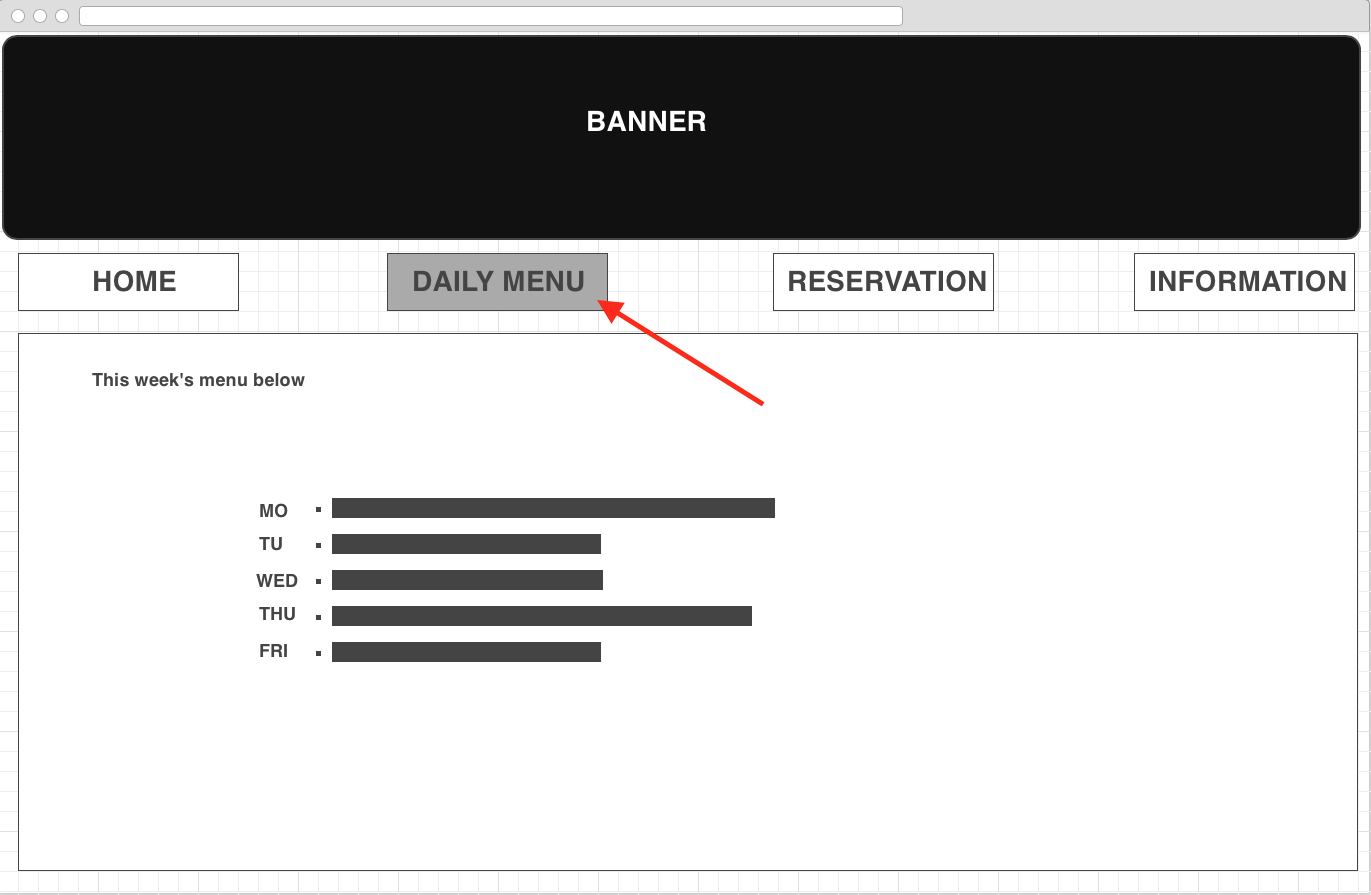 BANNER
HOME
DAILY MENU
RESERVATION
INFORMATION
This week's menu below
MO
TU
WED
THU
FRI